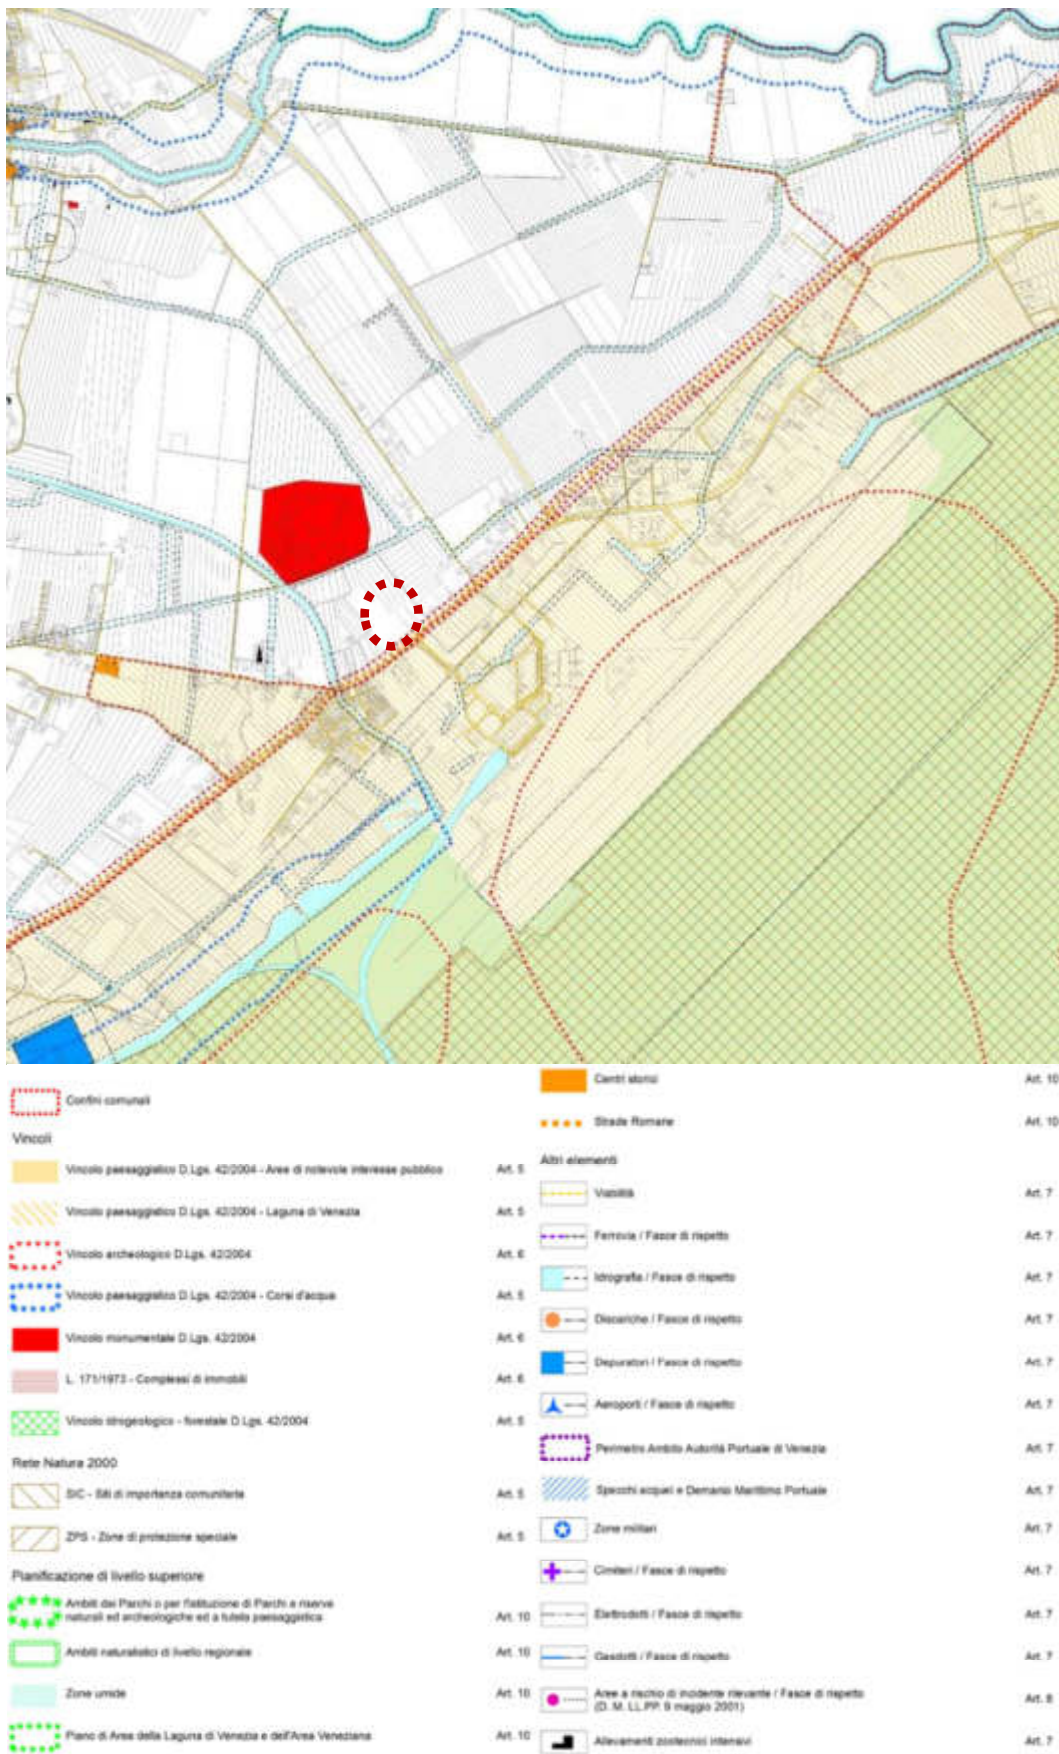 Confini comunali
Vincoli
Vincolo paesaggistico D.Lgs. 42/2004 - Aree di notevole interesse pubblico Art. 5
Vincolo paesaggistico D.Lgs. 42/2004 - Laguna di Venezia Art. 5
Vincolo archeologico D.Lgs. 42/2004 Art. 6
Vincolo paesaggistico D.Lgs. 42/2004 - Corsi d'acqua Art. 5
Vincolo monumentale D.Lgs. 42/2004 Art. 6
L. 171/1973 - Complessi di immobili Art. 6
Vincolo idrogeologico - forestale D.Lgs. 42/2004 Art. 5
Rete Natura 2000
SIC - Siti di importanza comunitaria Art. 5
ZPS - Zone di protezione speciale Art. 5
Pianificazione di livello superiore
Ambiti dei Parchi o per l'istituzione di Parchi e riserve
naturali ed archeologiche ed a tutela paesaggistica Art. 10
Ambiti naturalistici di livello regionale Art. 10
Zone umide Art. 10
Piano di Area della Laguna di Venezia e dell'Area Veneziana Art. 10
Centri storici Art. 10
Strade Romane Art. 10
Altri elementi
Viabilità Art. 7
Ferrovia / Fasce di rispetto Art. 7
Idrografia / Fasce di rispetto Art. 7
Discariche / Fasce di rispetto Art. 7
Depuratori / Fasce di rispetto Art. 7
Aeroporti / Fasce di rispetto Art. 7
Perimetro Ambito Autorità Portuale di Venezia Art. 7
Specchi acquei e Demanio Marittimo Portuale Art. 7
Zone militari Art. 7
Cimiteri / Fasce di rispetto Art. 7
Elettrodotti / Fasce di rispetto Art. 7
Gasdotti / Fasce di rispetto Art. 7
Aree a rischio di incidente rilevante / Fasce di rispetto
(D. M. LL.PP. 9 maggio 2001) Art. 8
Allevamenti zootecnici intensivi Art. 7